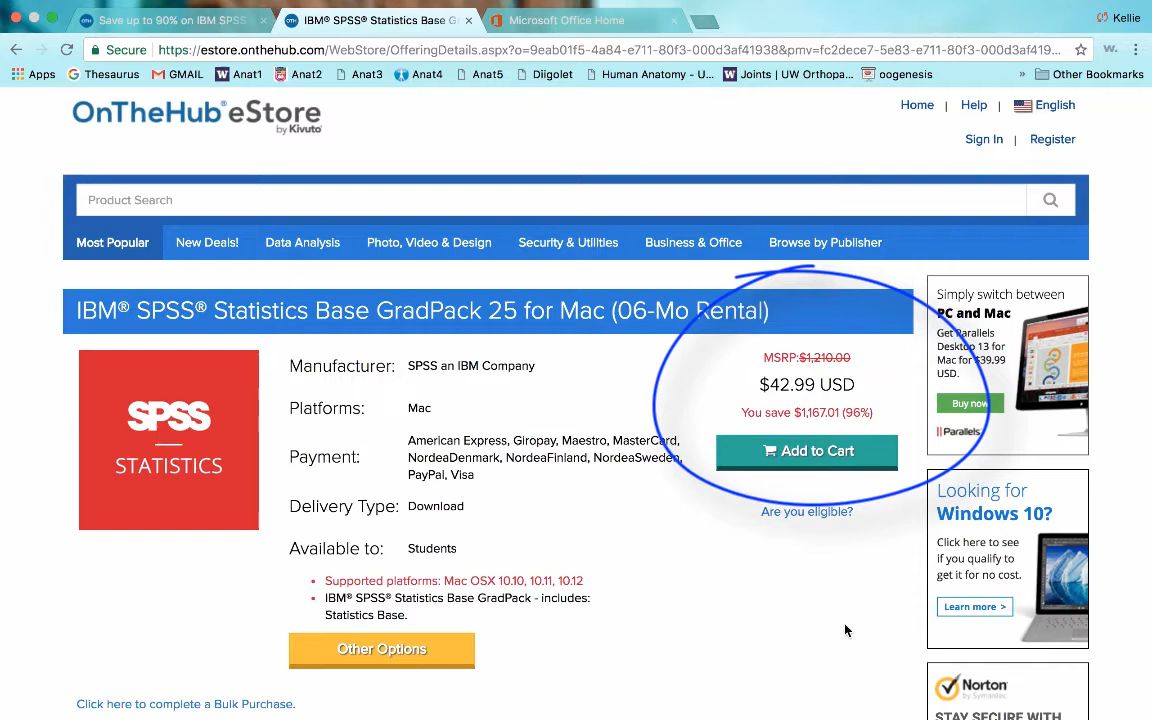 Save up to 90% on IBM SPSS
IBM® SPSS® Statistics Base G
Microsoft Office Home
Kellie
Secure
https://estore.onthehub.com/WebStore/OfferingDetails.aspx?o=9eab01f5-4a84-e711-80f3-000d3af41938&pmv=fc2dece7-5e83-e711-80f3-000d3af41...
Apps
Thesaurus
GMAIL
Anat1
Anat2
Anat3
Anat4
Anat5
Diigolet
Human Anatomy - U...
Joints | UW Orthopa...
oogenesis
» Other Bookmarks
OnTheHub® eStore
by Kivuto
Home | Help | English
Sign In | Register
Product Search
Most Popular
New Deals!
Data Analysis
Photo, Video & Design
Security & Utilities
Business & Office
Browse by Publisher
IBM® SPSS® Statistics Base GradPack 25 for Mac (06-Mo Rental)
SPSS
STATISTICS
Manufacturer: SPSS an IBM Company
Platforms: Mac
Payment: American Express, Giropay, Maestro, MasterCard,
NordeaDenmark, NordeaFinland, NordeaSweden,
PayPal, Visa
Delivery Type: Download
Available to: Students
• Supported platforms: Mac OSX 10.10, 10.11, 10.12
• IBM® SPSS® Statistics Base GradPack - includes:
Statistics Base.
Other Options
Click here to complete a Bulk Purchase.
MSRP:$1,210.00
$42.99 USD
You save $1,167.01 (96%)
Add to Cart
Are you eligible?
Simply switch between
PC and Mac
Get Parallels
Desktop 13 for
Mac for $39.99
USD.
Buy now
Parallels
Looking for
Windows 10?
Click here to see
if you qualify to
get it for no cost.
Learn more >
Norton
by Symantec
STAY SECURE WITH